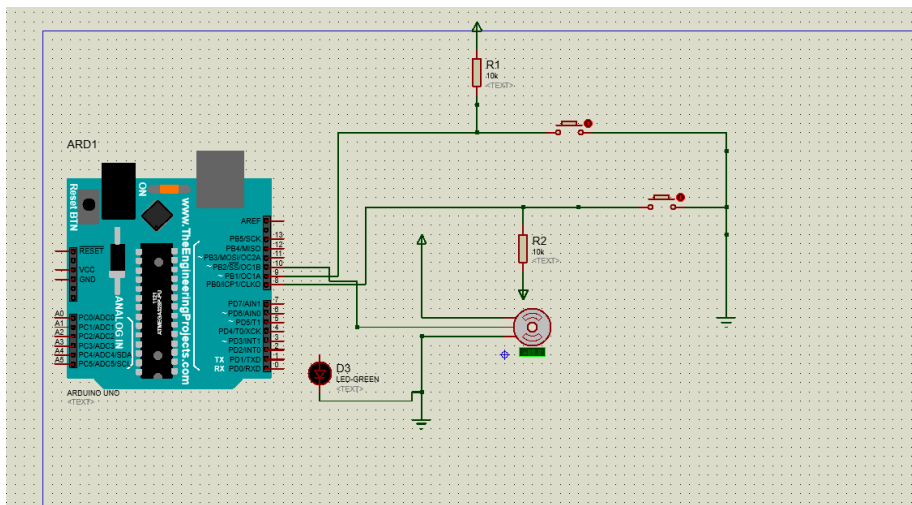 R1
10k
<TEXT>
ARD1
ON
Reset BTN
www.TheEngineeringProjects.com
AREF
RESET
VCC
GND
PB5/SCK 13
PB4/MISO 12
~PB3/MOSI/OC2A 11
~PB2/SS/OC1B 10
~PB1/OC1A 9
PB0/ICP1/CLKO 8
PD7/AIN1 7
~PD6/AIN0 6
~PD5/T1 5
PD4/T0/XCK 4
~PD3/INT1 3
PD2/INT0 2
TX PD1/TXD 1
RX PD0/RXD 0
ANALOG IN
A0 PC0/ADC0
A1 PC1/ADC1
A2 PC2/ADC2
A3 PC3/ADC3
A4 PC4/ADC4/SDA
A5 PC5/ADC5/SCL
ARDUINO UNO
<TEXT>
R2
10k
<TEXT>
D3
LED-GREEN
<TEXT>